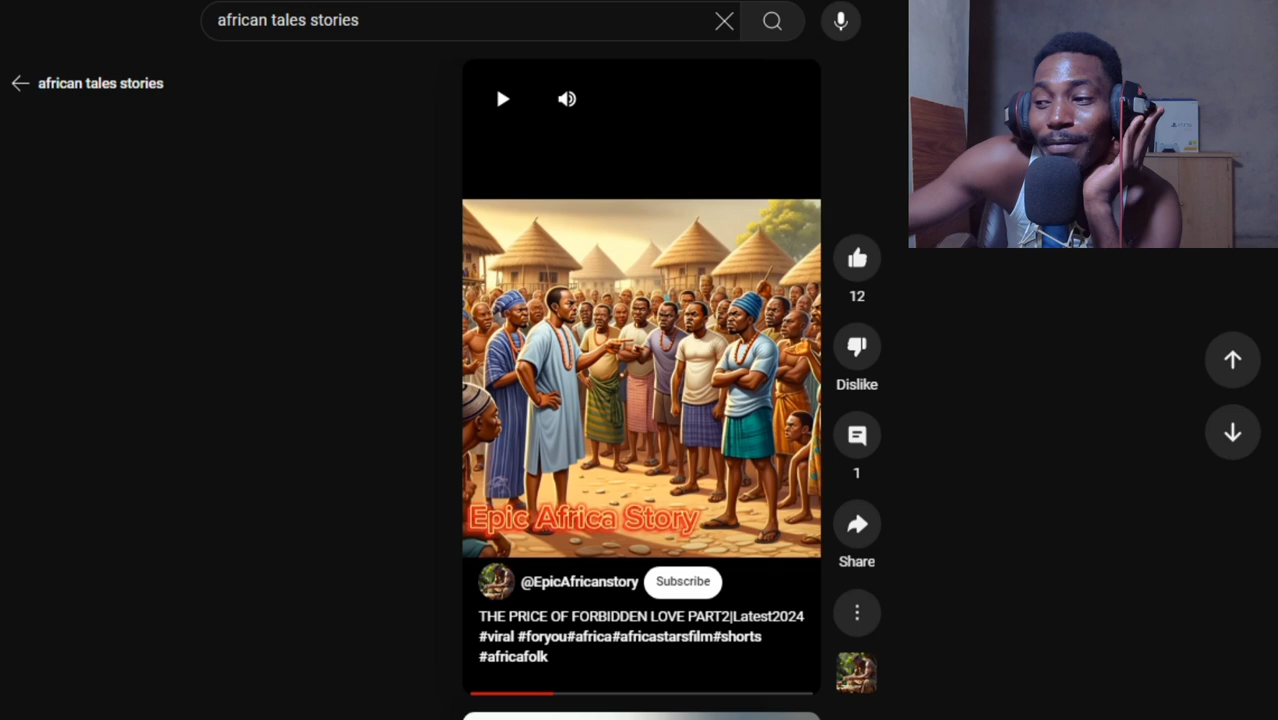 african tales stories
african tales stories
Epic Africa Story
@EpicAfricanstory Subscribe
THE PRICE OF FORBIDDEN LOVE PART2|Latest2024
#viral #foryou#africa#africastarsfilm#shorts
#africafolk
12
Dislike
1
Share